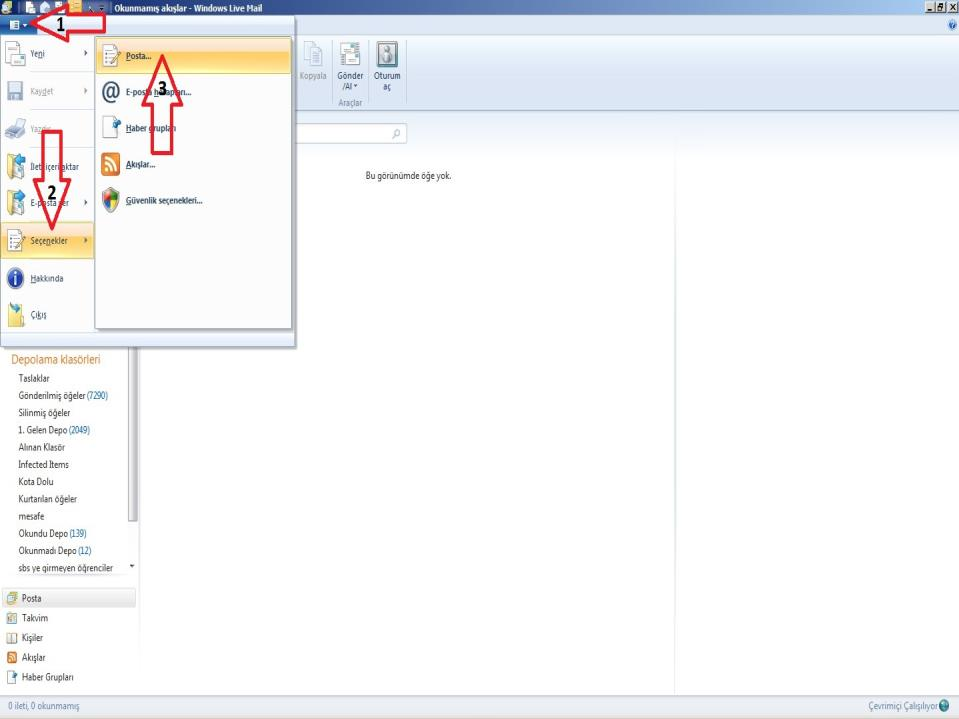 Okunmamış akışlar - Windows Live Mail
1
Yeni
Kaydet
Yazdır
İleti içeri aktar
E-posta ver
Seçenekler
Hakkında
Çıkış
2
Posta...
E-posta hesapları...
Haber grupları
Akışlar...
Güvenlik seçenekleri...
3
Kopyala
Gönder
/Al
Oturum
aç
Araçlar
Bu görünümde öğe yok.
Depolama klasörleri
Taslaklar
Gönderilmiş öğeler (7290)
Silinmiş öğeler
1. Gelen Depo (2049)
Alınan Klasör
Infected Items
Kota Dolu
Kurtarılan öğeler
mesafe
Okundu Depo (139)
Okunmadı Depo (12)
sbs ye girmeyen öğrenciler
Posta
Takvim
Kişiler
Akışlar
Haber Grupları
0 ileti, 0 okunmamış
Çevrimiçi Çalışılıyor